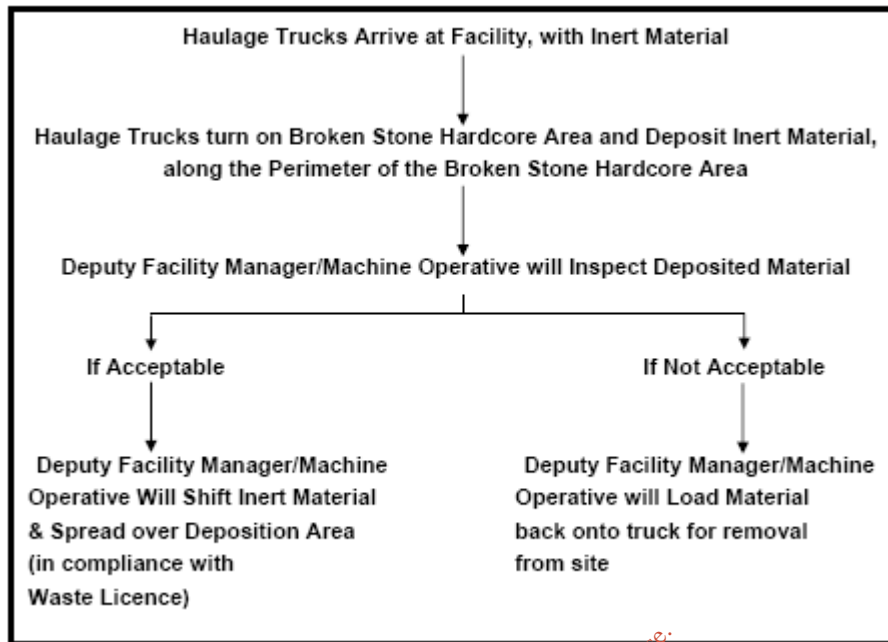 Haulage Trucks Arrive at Facility, with Inert Material
Haulage Trucks turn on Broken Stone Hardcore Area and Deposit Inert Material,
along the Perimeter of the Broken Stone Hardcore Area
Deputy Facility Manager/Machine Operative will Inspect Deposited Material
If Acceptable
Deputy Facility Manager/Machine
Operative Will Shift Inert Material
& Spread over Deposition Area
(in compliance with
Waste Licence)
If Not Acceptable
Deputy Facility Manager/Machine
Operative will Load Material
back onto truck for removal
from site